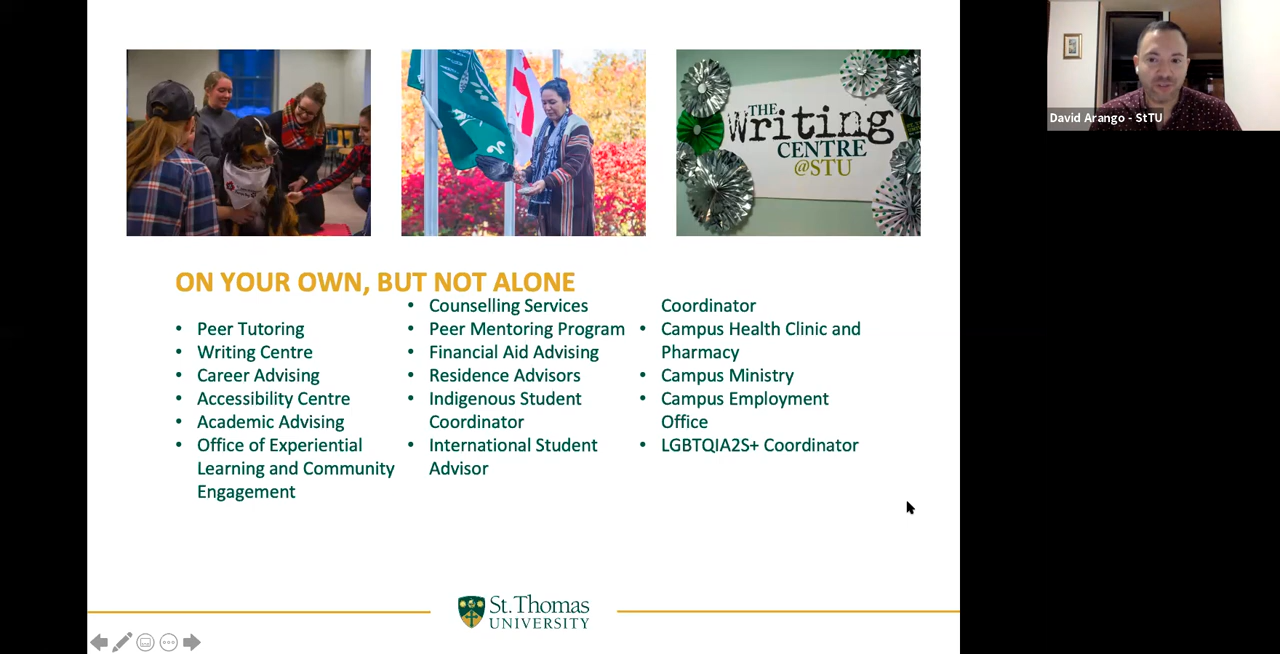 THE
Writing
CENTRE
@STU
David Arango - StTU
ON YOUR OWN, BUT NOT ALONE
• Peer Tutoring
• Writing Centre
• Career Advising
• Accessibility Centre
• Academic Advising
• Office of Experiential
Learning and Community
Engagement
• Counselling Services
• Peer Mentoring Program
• Financial Aid Advising
• Residence Advisors
• Indigenous Student
Coordinator
• International Student
Advisor
Coordinator
• Campus Health Clinic and
Pharmacy
• Campus Ministry
• Campus Employment
Office
• LGBTQIA2S+ Coordinator
St. Thomas
UNIVERSITY